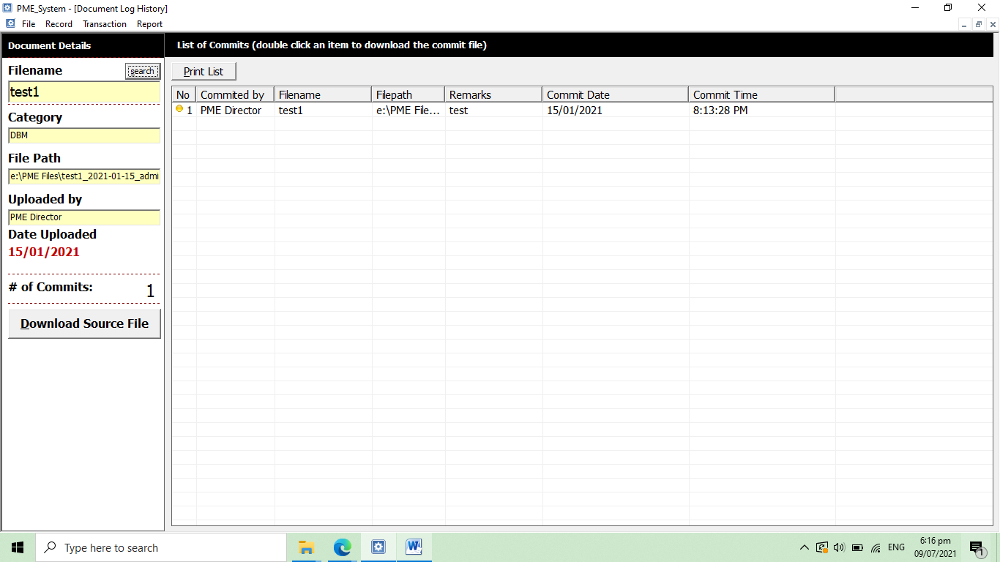 PME_System - [Document Log History]
File Record Transaction Report
Document Details
Filename
search
test1
Category
DBM
File Path
e:\PME Files\test1_2021-01-15_admi
Uploaded by
PME Director
Date Uploaded
15/01/2021
# of Commits:
1
Download Source File
List of Commits (double click an item to download the commit file)
Print List
No Commited by Filename Filepath Remarks Commit Date Commit Time
1 PME Director test1 e:\PME File... test 15/01/2021 8:13:28 PM
Type here to search
ENG
6:16 pm
09/07/2021
1